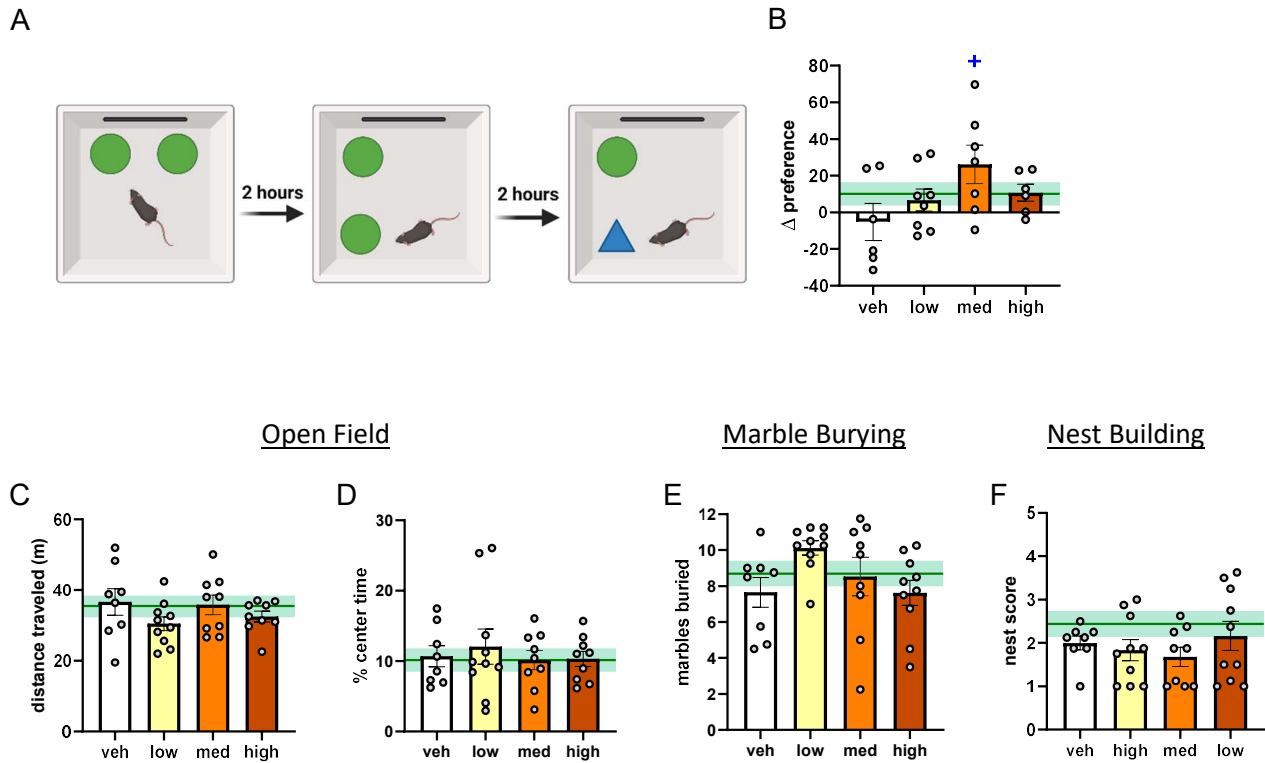 A
2 hours
2 hours
B
+
Δ preference
80
60
40
20
0
-20
-40
veh low med high
Open Field
Marble Burying
Nest Building
C
distance traveled (m)
60
40
20
0
veh low med high
D
% center time
30
20
10
0
veh low med high
E
marbles buried
12
10
8
6
4
2
0
veh low med high
F
nest score
5
4
3
2
1
0
veh high med low